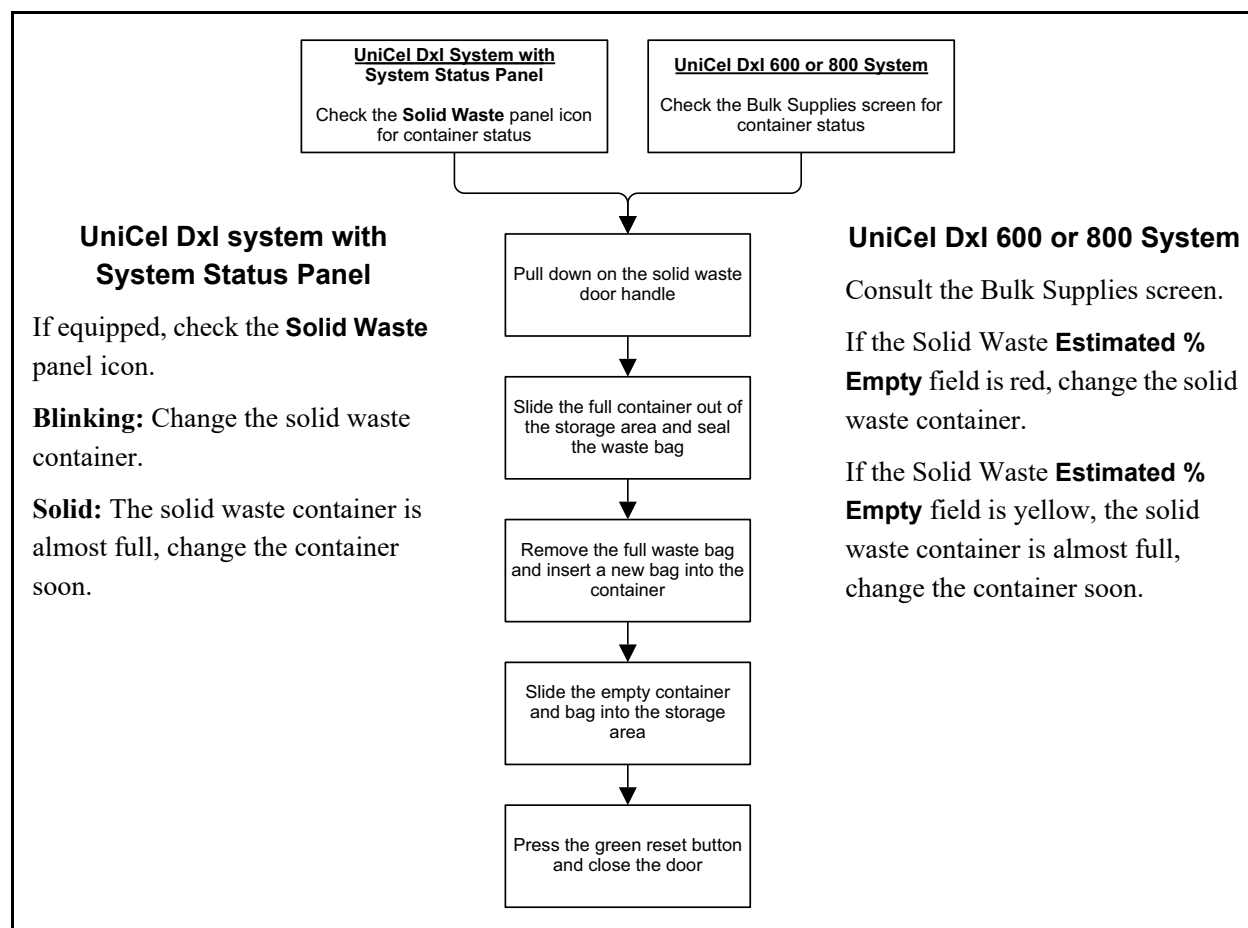 UniCel DxI System with
System Status Panel
Check the Solid Waste panel icon
for container status
UniCel DxI 600 or 800 System
Check the Bulk Supplies screen for
container status
Pull down on the solid waste
door handle
Slide the full container out of
the storage area and seal
the waste bag
Remove the full waste bag
and insert a new bag into the
container
Slide the empty container
and bag into the storage
area
Press the green reset button
and close the door
UniCel DxI system with
System Status Panel
If equipped, check the Solid Waste
panel icon.
Blinking: Change the solid waste
container.
Solid: The solid waste container is
almost full, change the container
soon.
UniCel DxI 600 or 800 System
Consult the Bulk Supplies screen.
If the Solid Waste Estimated %
Empty field is red, change the solid
waste container.
If the Solid Waste Estimated %
Empty field is yellow, the solid
waste container is almost full,
change the container soon.